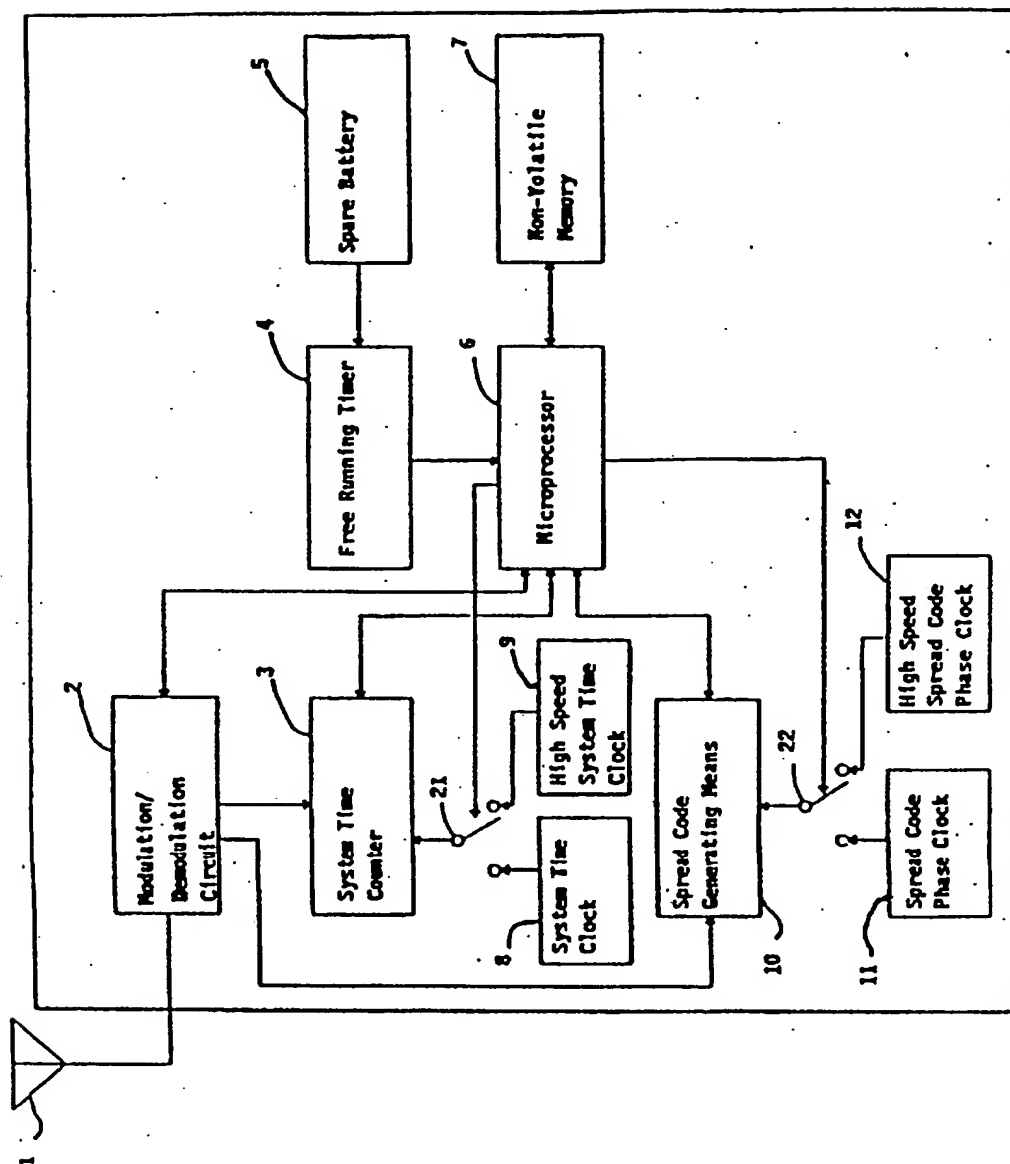 1
2
Modulation/
Demodulation
Circuit
3
System Time
Counter
4
Free Running Timer
5
Spare Battery
6
Microprocessor
7
Non-Volatile
Memory
21
8
System Time
Clock
9
High Speed
System Time
Clock
10
Spread Code
Generating Means
22
11
Spread Code
Phase Clock
12
High Speed
Spread Code
Phase Clock